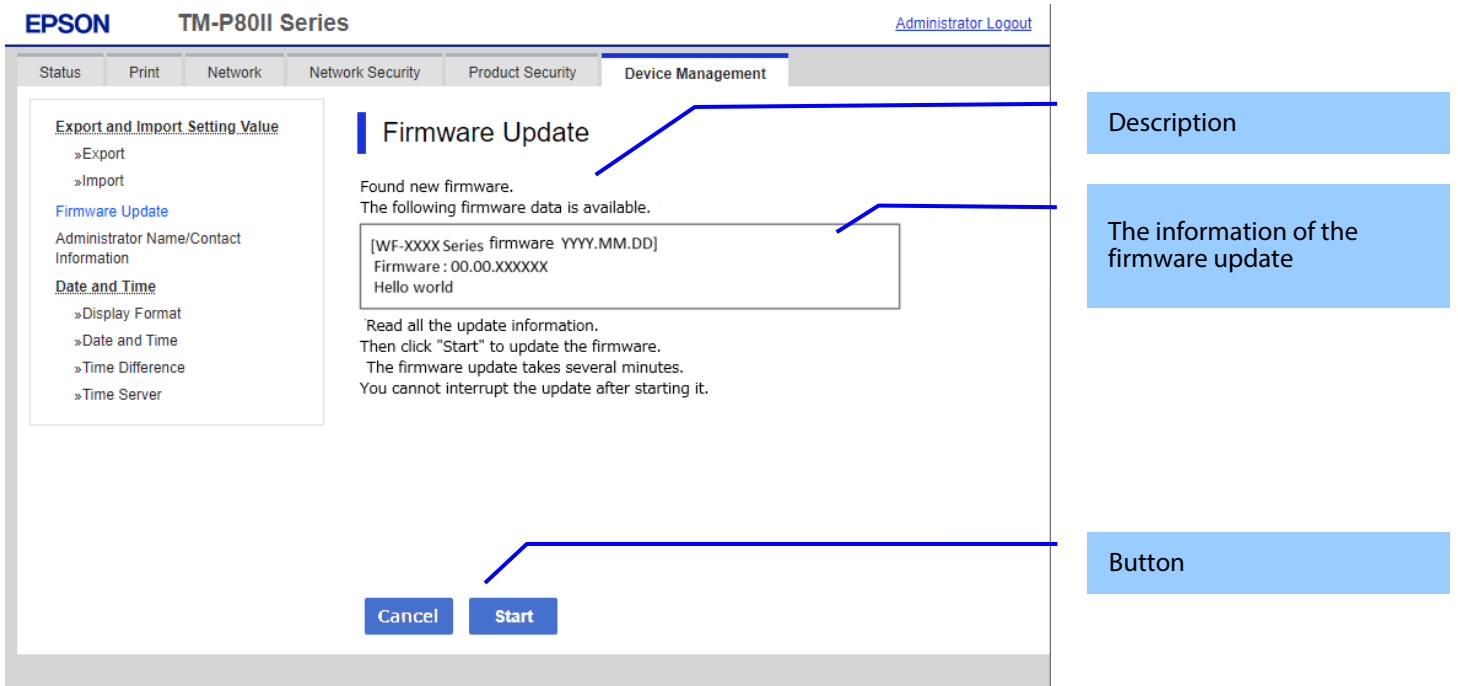 EPSON TM-P80II Series Administrator Logout
Status Print Network Network Security Product Security Device Management
Export and Import Setting Value
»Export
»Import
Firmware Update
Administrator Name/Contact
Information
Date and Time
»Display Format
»Date and Time
»Time Difference
»Time Server
Firmware Update
Found new firmware.
The following firmware data is available.
[WF-XXXX Series firmware YYYY.MM.DD]
Firmware : 00.00.XXXXXX
Hello world
Read all the update information.
Then click "Start" to update the firmware.
The firmware update takes several minutes.
You cannot interrupt the update after starting it.
Cancel Start
Description
The information of the
firmware update
Button